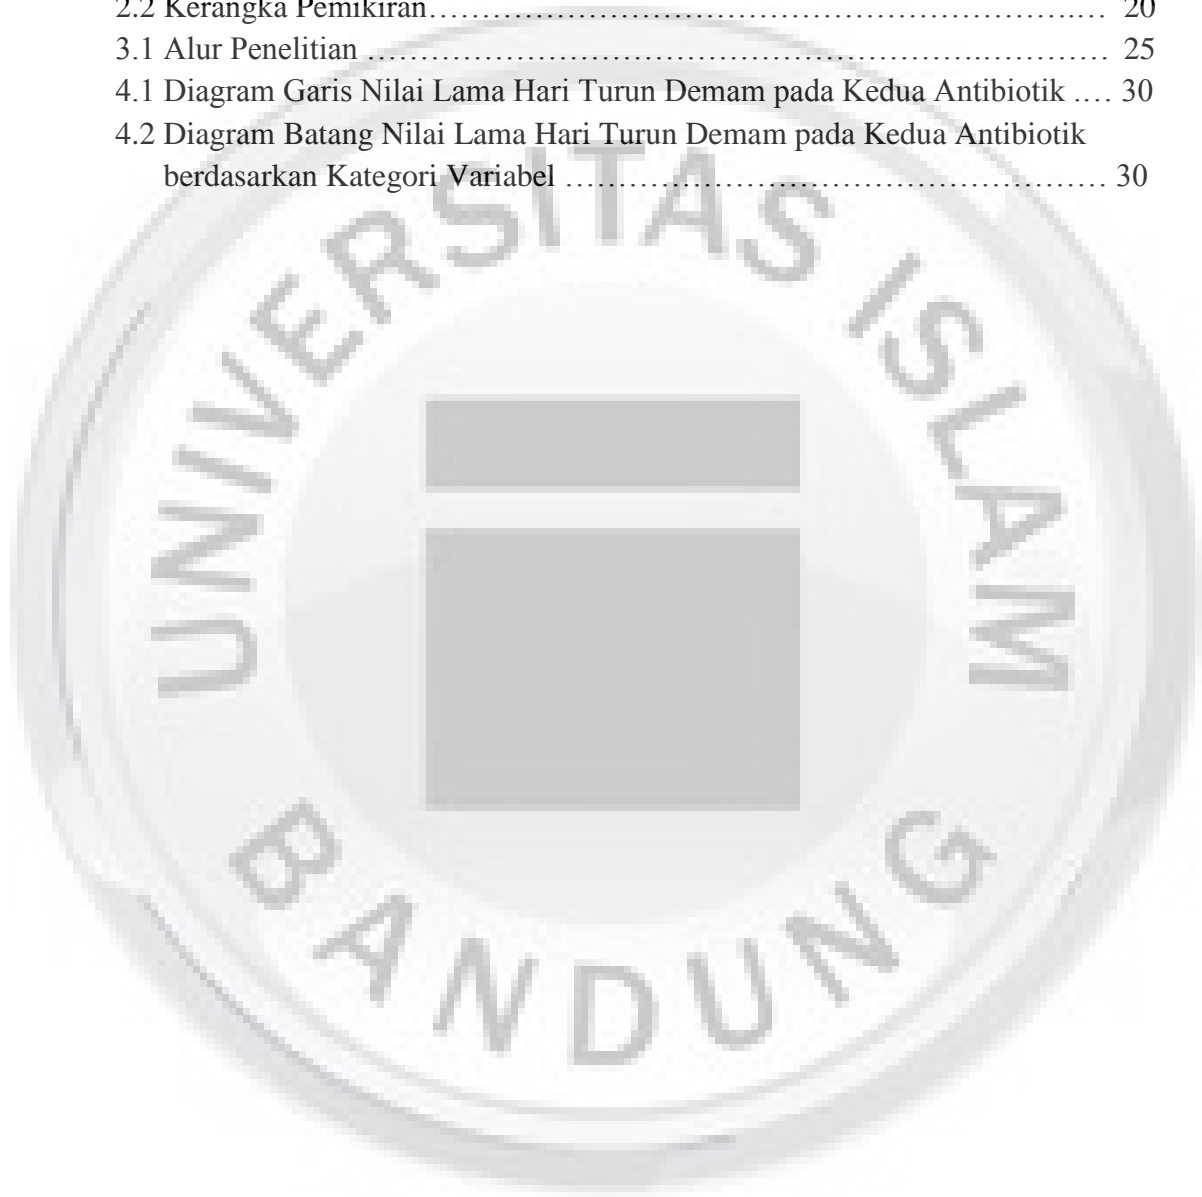 2.2 Kerangka Pemikiran........................................................................ 20
3.1 Alur Penelitian ............................................................................... 25
4.1 Diagram Garis Nilai Lama Hari Turun Demam pada Kedua Antibiotik .... 30
4.2 Diagram Batang Nilai Lama Hari Turun Demam pada Kedua Antibiotik
berdasarkan Kategori Variabel .......................................................... 30
UNIVERSITAS ISLAM
BANDUNG